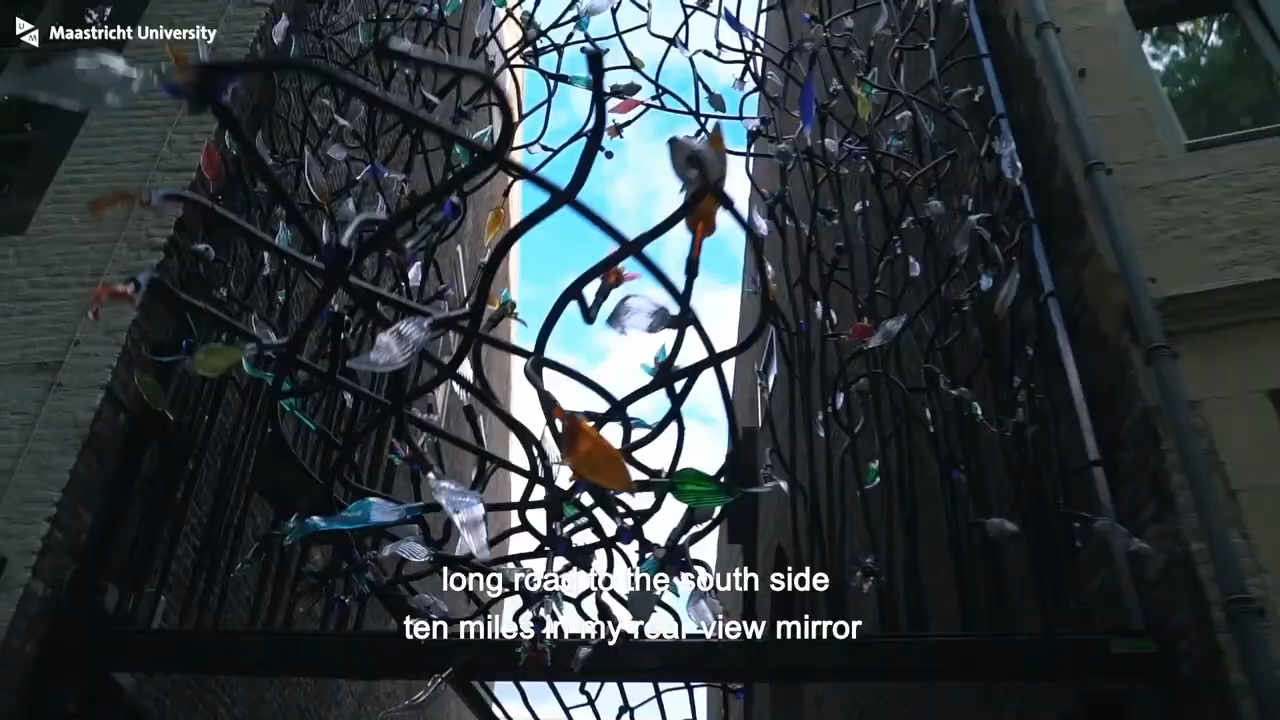 Maastricht University
long road to the south side
ten miles in my rear view mirror